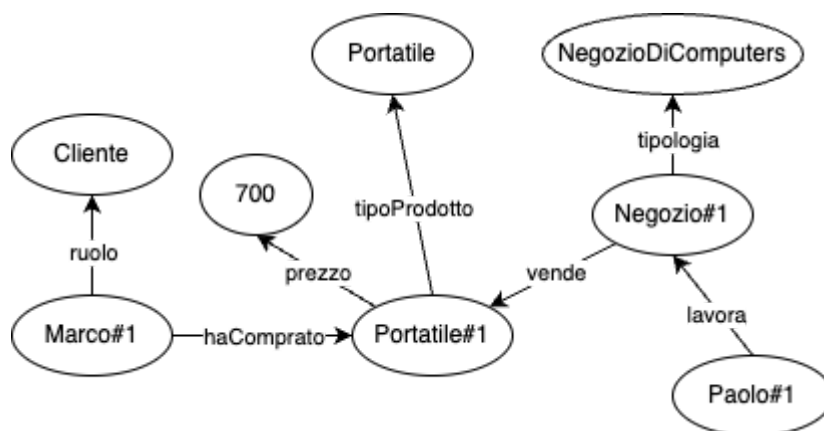 Portatile
NegozioDiComputers
Cliente
tipologia
700
tipoProdotto
Negozio#1
ruolo
prezzo
vende
lavora
Marco#1
haComprato
Portatile#1
Paolo#1